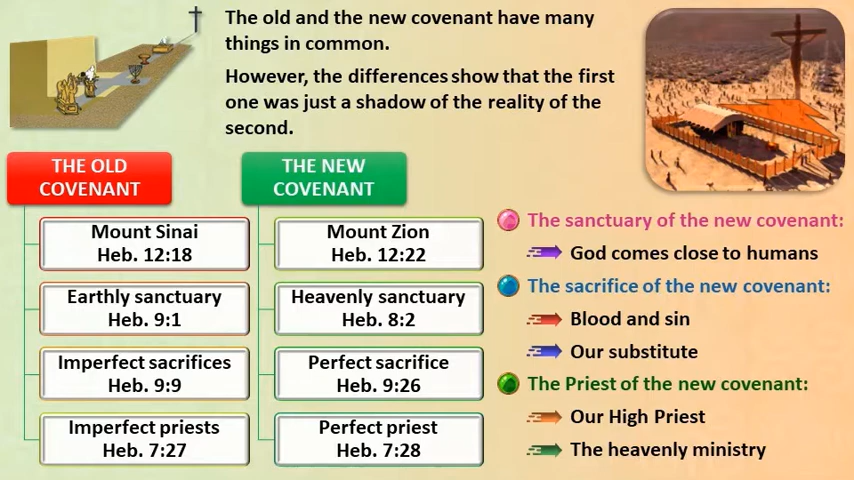 The old and the new covenant have many
things in common.
However, the differences show that the first
one was just a shadow of the reality of the
second.
THE OLD
COVENANT
Mount Sinai
Heb. 12:18
Earthly sanctuary
Heb. 9:1
Imperfect sacrifices
Heb. 9:9
Imperfect priests
Heb. 7:27
THE NEW
COVENANT
Mount Zion
Heb. 12:22
Heavenly sanctuary
Heb. 8:2
Perfect sacrifice
Heb. 9:26
Perfect priest
Heb. 7:28
The sanctuary of the new covenant:
God comes close to humans
The sacrifice of the new covenant:
Blood and sin
Our substitute
The Priest of the new covenant:
Our High Priest
The heavenly ministry